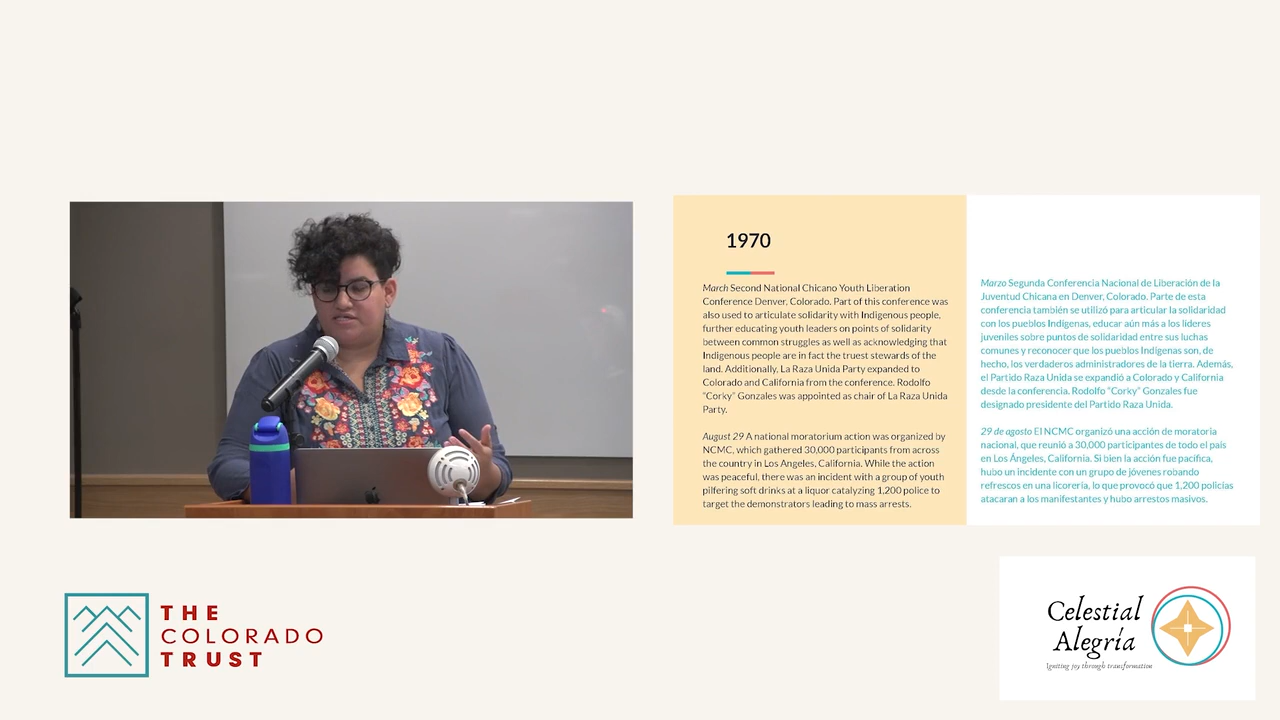 1970
March Second National Chicano Youth Liberation
Conference Denver, Colorado. Part of this conference was
also used to articulate solidarity with Indigenous people,
further educating youth leaders on points of solidarity
between common struggles as well as acknowledging that
Indigenous people are in fact the truest stewards of the
land. Additionally, La Raza Unida Party expanded to
Colorado and California from the conference. Rodolfo
“Corky” Gonzales was appointed as chair of La Raza Unida
Party.
August 29 A national moratorium action was organized by
NCMC, which gathered 30,000 participants from across
the country in Los Angeles, California. While the action
was peaceful, there was an incident with a group of youth
pilfering soft drinks at a liquor catalyzing 1,200 police to
target the demonstrators leading to mass arrests.
Marzo Segunda Conferencia Nacional de Liberación de la
Juventud Chicana en Denver, Colorado. Parte de esta
conferencia también se utilizó para articular la solidaridad
con los pueblos Indígenas, educar aún más a los líderes
juveniles sobre puntos de solidaridad entre sus luchas
comunes y reconocer que los pueblos Indígenas son, de
hecho, los verdaderos administradores de la tierra. Además,
el Partido Raza Unida se expandió a Colorado y California
desde la conferencia. Rodolfo “Corky” Gonzales fue
designado presidente del Partido Raza Unida.
29 de agosto El NCMC organizó una acción de moratoria
nacional, que reunió a 30,000 participantes de todo el país
en Los Ángeles, California. Si bien la acción fue pacífica,
hubo un incidente con un grupo de jóvenes robando
refrescos en una licorería, lo que provocó que 1,200 policías
atacaran a los manifestantes y hubo arrestos masivos.
THE
COLORADO
TRUST
Celestial
Alegría
Igniting joy through transformation